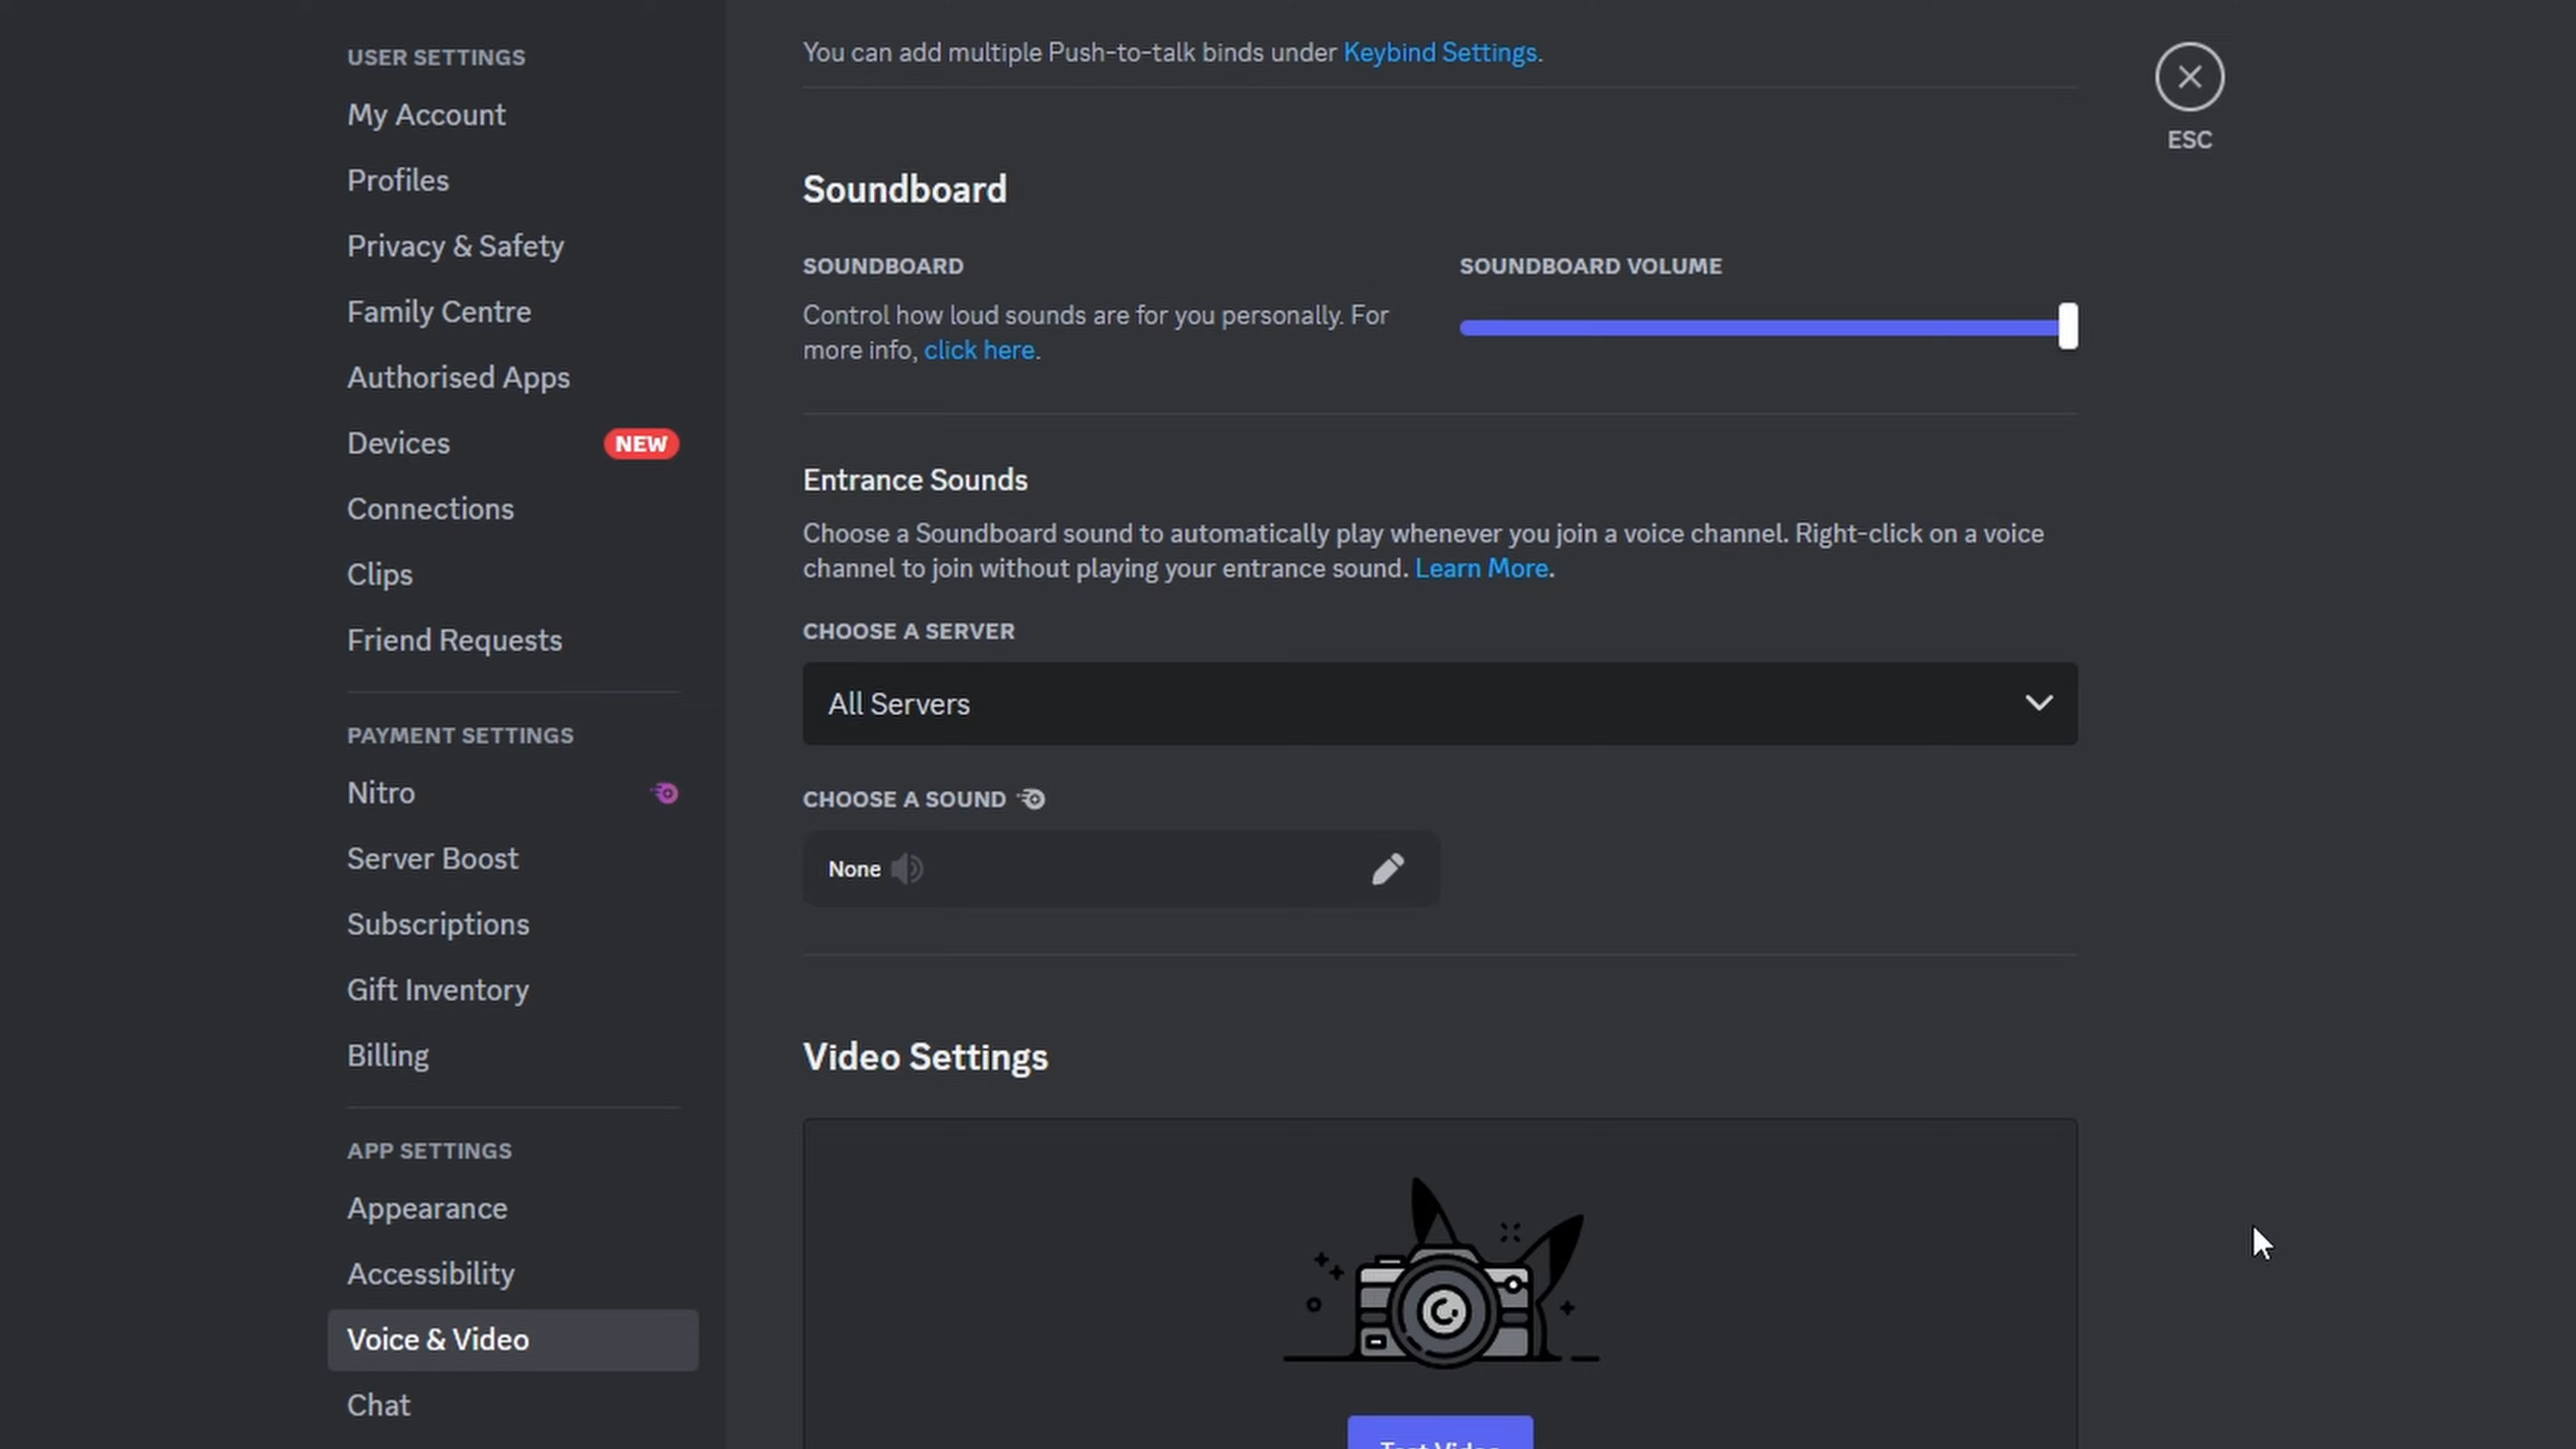 USER SETTINGS
My Account
Profiles
Privacy & Safety
Family Centre
Authorised Apps
Devices NEW
Connections
Clips
Friend Requests
PAYMENT SETTINGS
Nitro
Server Boost
Subscriptions
Gift Inventory
Billing
APP SETTINGS
Appearance
Accessibility
Voice & Video
Chat
You can add multiple Push-to-talk binds under Keybind Settings.
Soundboard
SOUNDBOARD
Control how loud sounds are for you personally. For
more info, click here.
SOUNDBOARD VOLUME
Entrance Sounds
Choose a Soundboard sound to automatically play whenever you join a voice channel. Right-click on a voice
channel to join without playing your entrance sound. Learn More.
CHOOSE A SERVER
All Servers
CHOOSE A SOUND
None
Video Settings
Test Video
ESC